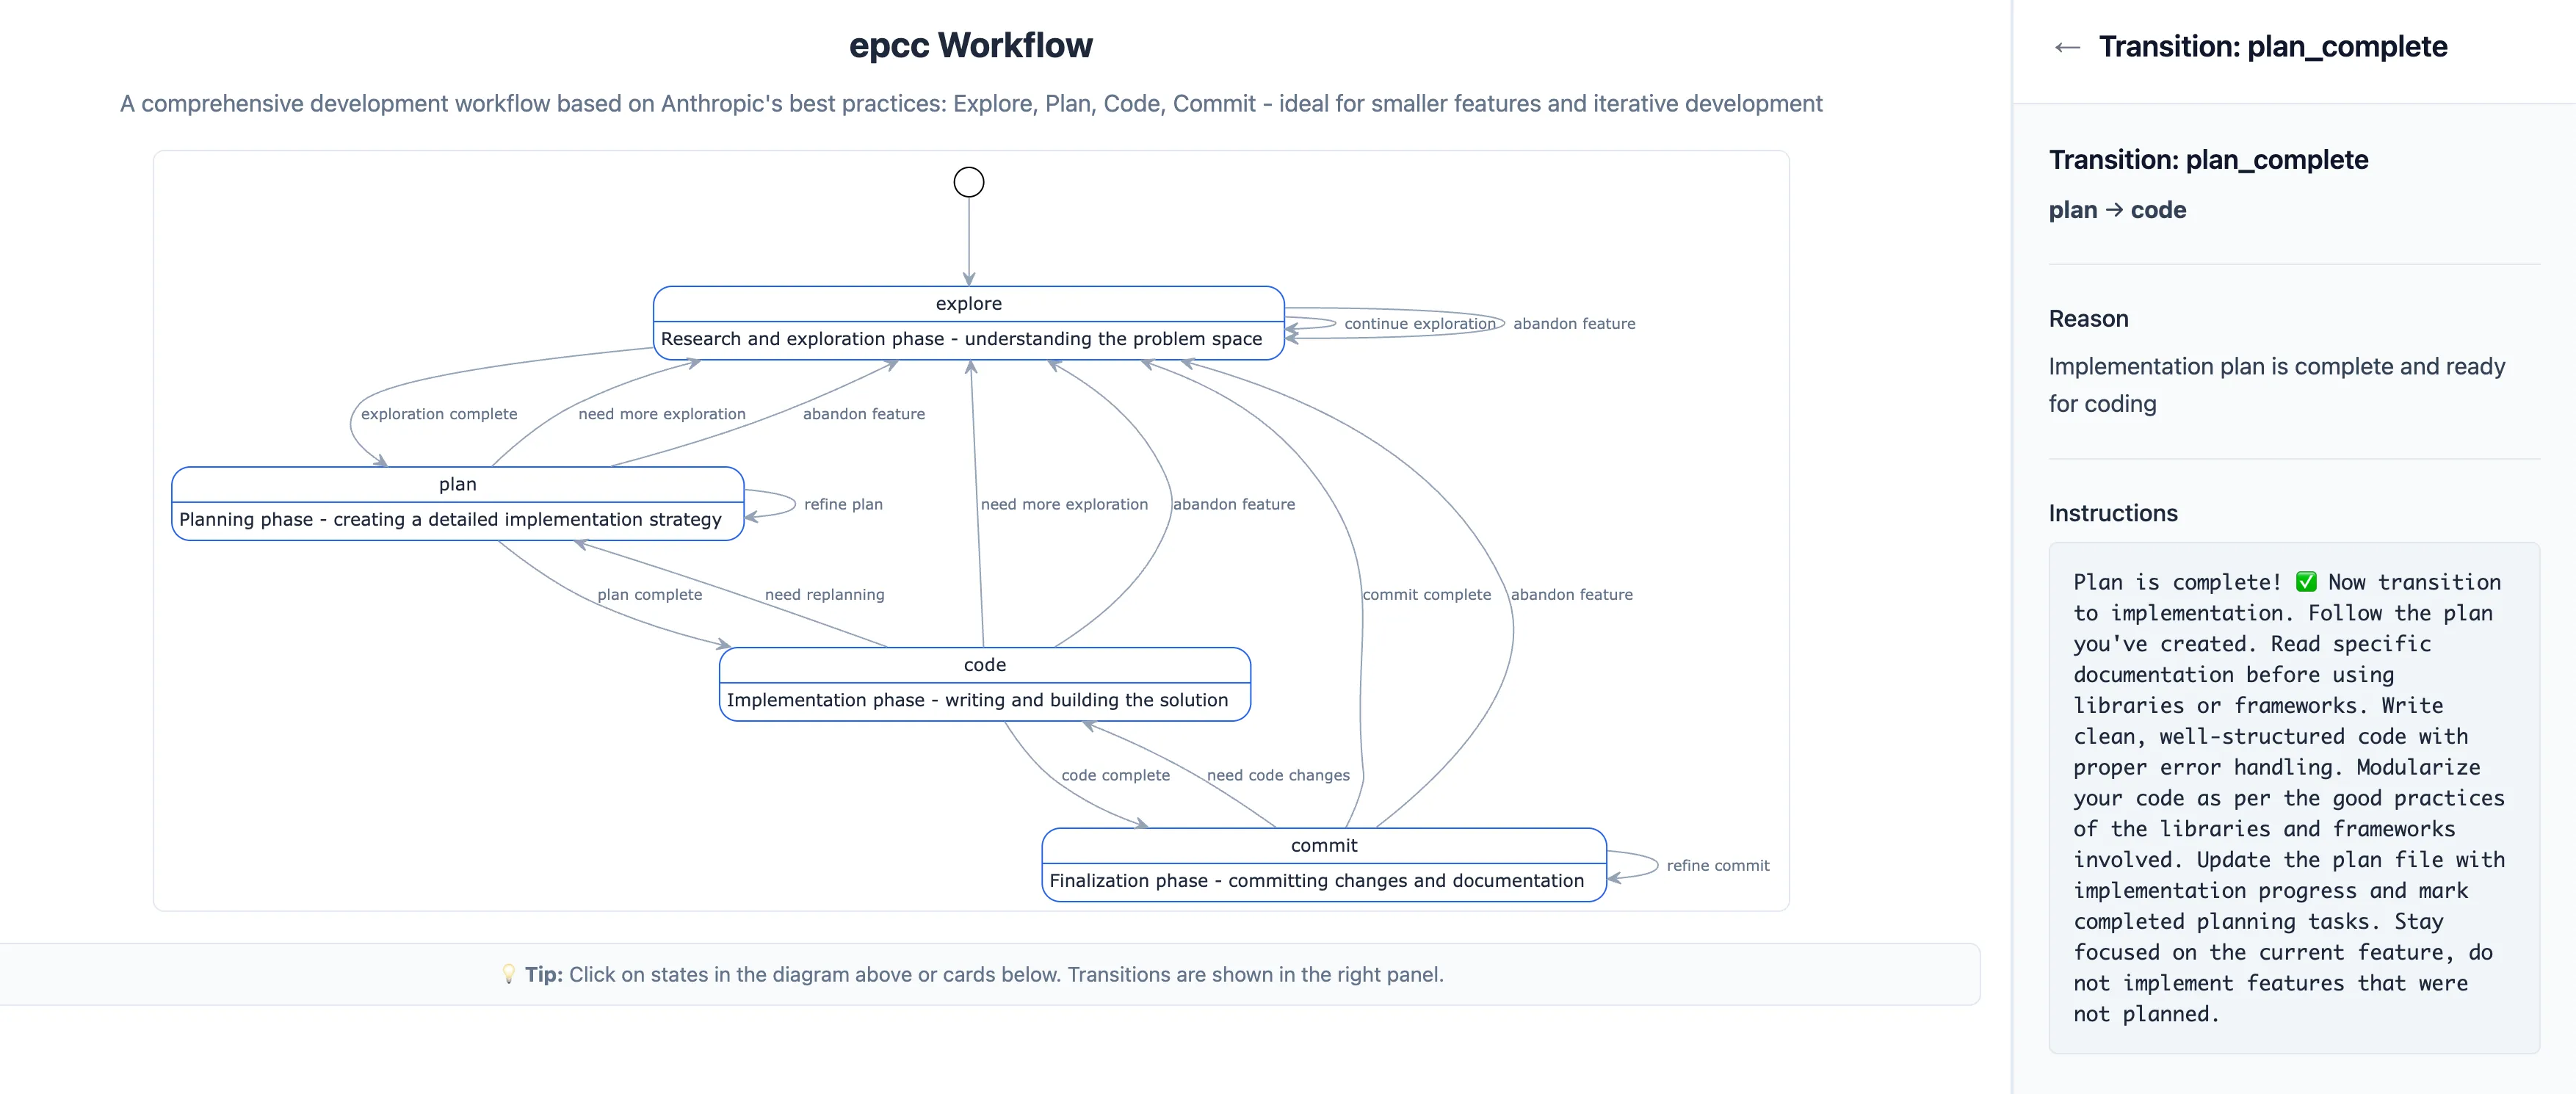 epcc Workflow
A comprehensive development workflow based on Anthropic's best practices: Explore, Plan, Code, Commit - ideal for smaller features and iterative development
explore
Research and exploration phase - understanding the problem space
continue exploration
abandon feature
exploration complete
need more exploration
abandon feature
plan
Planning phase - creating a detailed implementation strategy
refine plan
need more exploration
abandon feature
plan complete
need replanning
commit complete
abandon feature
code
Implementation phase - writing and building the solution
code complete
need code changes
commit
Finalization phase - committing changes and documentation
refine commit
💡 Tip: Click on states in the diagram above or cards below. Transitions are shown in the right panel.
← Transition: plan_complete
Transition: plan_complete
plan → code
Reason
Implementation plan is complete and ready
for coding
Instructions
Plan is complete! ✅ Now transition
to implementation. Follow the plan
you've created. Read specific
documentation before using
libraries or frameworks. Write
clean, well-structured code with
proper error handling. Modularize
your code as per the good practices
of the libraries and frameworks
involved. Update the plan file with
implementation progress and mark
completed planning tasks. Stay
focused on the current feature, do
not implement features that were
not planned.